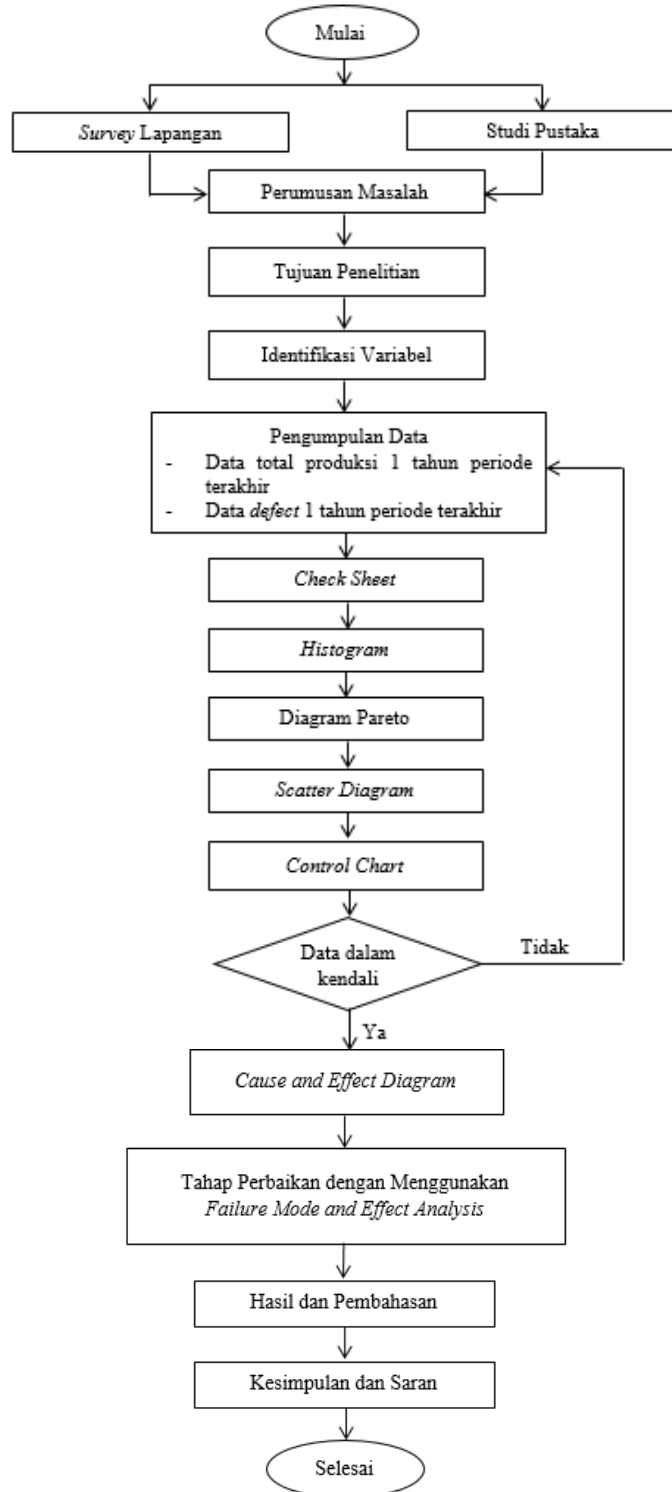 Mulai
Survey Lapangan
Studi Pustaka
Perumusan Masalah
Tujuan Penelitian
Identifikasi Variabel
Pengumpulan Data
- Data total produksi 1 tahun periode
terakhir
- Data defect 1 tahun periode terakhir
Check Sheet
Histogram
Diagram Pareto
Scatter Diagram
Control Chart
Data dalam
kendali
Tidak
Ya
Cause and Effect Diagram
Tahap Perbaikan dengan Menggunakan
Failure Mode and Effect Analysis
Hasil dan Pembahasan
Kesimpulan dan Saran
Selesai